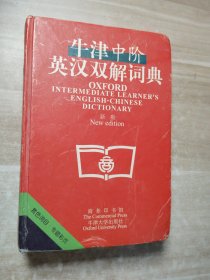 牛津中阶
英汉双解词典
OXFORD
INTERMEDIATE LEARNER'S
ENGLISH-CHINESE
DICTIONARY
新版
New edition
商务印书馆
The Commercial Press
牛津大学出版社
Oxford University Press